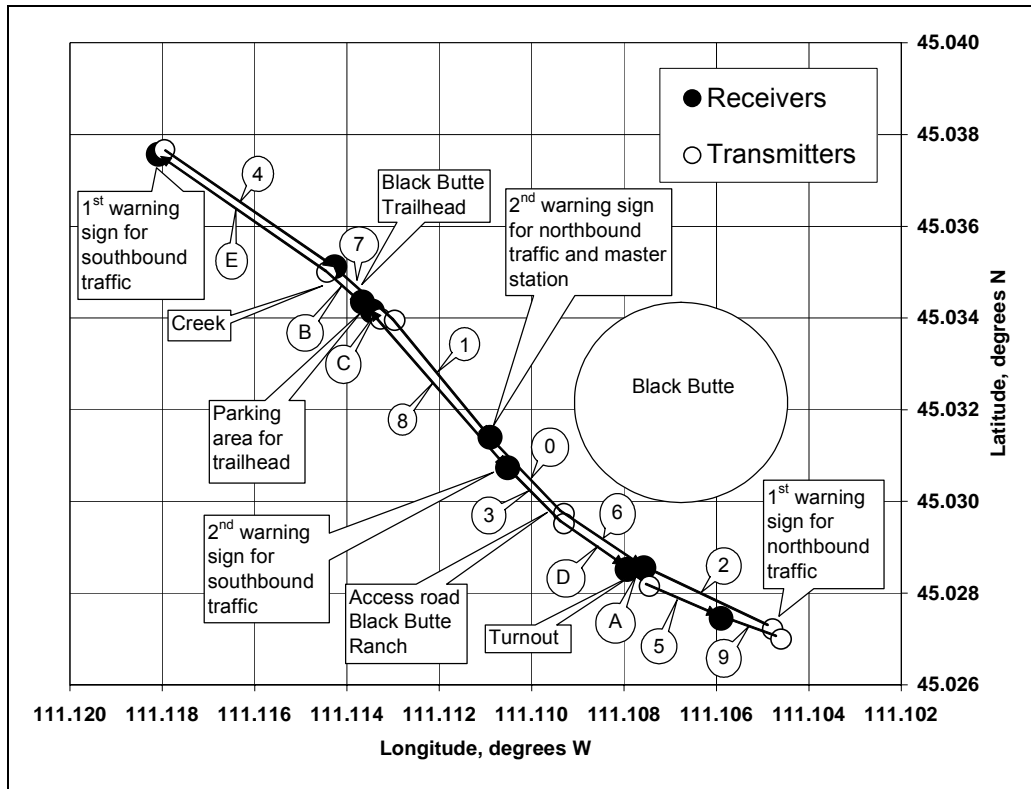 45.040
45.038
45.036
45.034
45.032
45.030
45.028
45.026
Latitude, degrees N
Receivers
Transmitters
4
E
1st warning
sign for
southbound
traffic
Black Butte
Trailhead
7
2nd warning sign
for northbound
traffic and master
station
Creek
B
C
1
8
Black Butte
Parking
area for
trailhead
0
3
6
1st warning
sign for
northbound
traffic
2nd warning
sign for
southbound
traffic
D
2
Access road
Black Butte
Ranch
Turnout
A
5
9
111.120 111.118 111.116 111.114 111.112 111.110 111.108 111.106 111.104 111.102
Longitude, degrees W